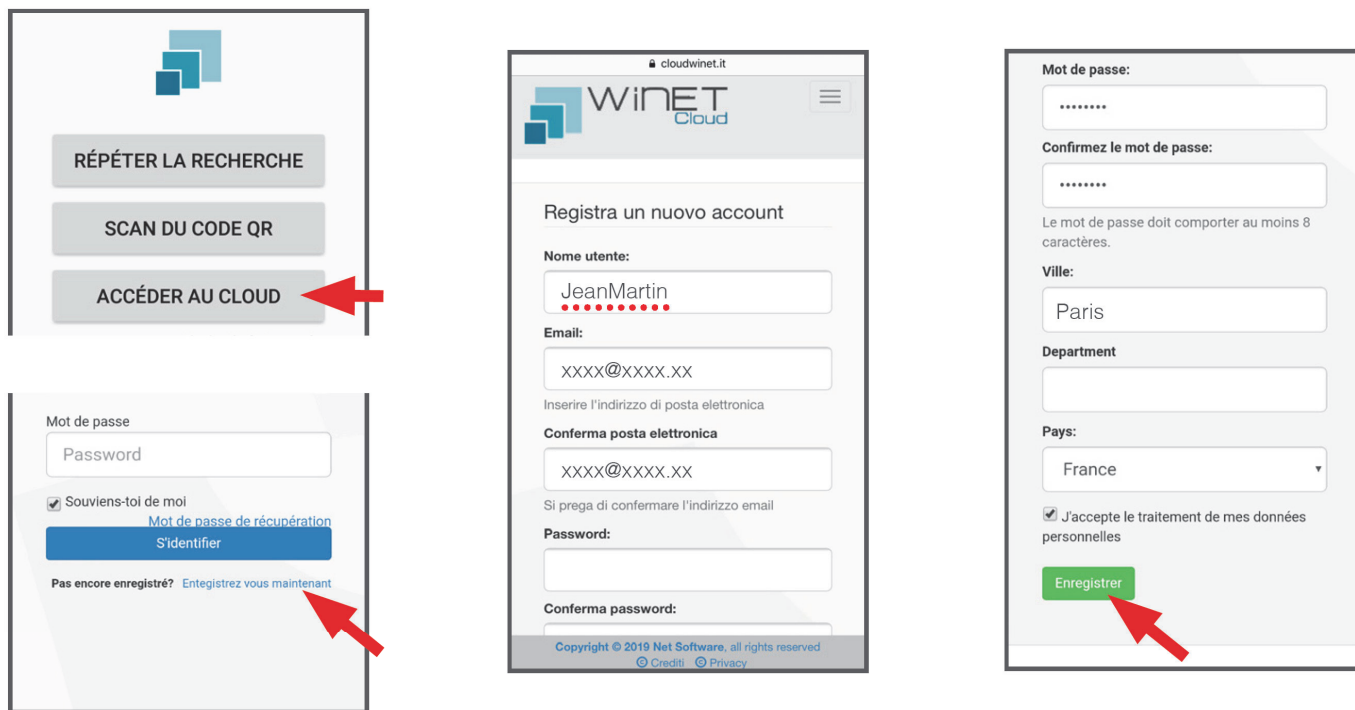 RÉPÉTER LA RECHERCHE
SCAN DU CODE QR
ACCÉDER AU CLOUD
Mot de passe
Password
Souviens-toi de moi
Mot de passe de récupération
S'identifier
Pas encore enregistré? Entegistrez vous maintenant
cloudwinet.it
WiNET
Cloud
Registra un nuovo account
Nome utente:
JeanMartin
Email:
xxxx@xxxx.xx
Inserire l'indirizzo di posta elettronica
Conferma posta elettronica
xxxx@xxxx.xx
Si prega di confermare l'indirizzo email
Password:
Conferma password:
Copyright © 2019 Net Software, all rights reserved
© Crediti © Privacy
Mot de passe:
••••••••
Confirmez le mot de passe:
••••••••
Le mot de passe doit comporter au moins 8
caractères.
Ville:
Paris
Department
Pays:
France
J'accepte le traitement de mes données
personnelles
Enregistrer